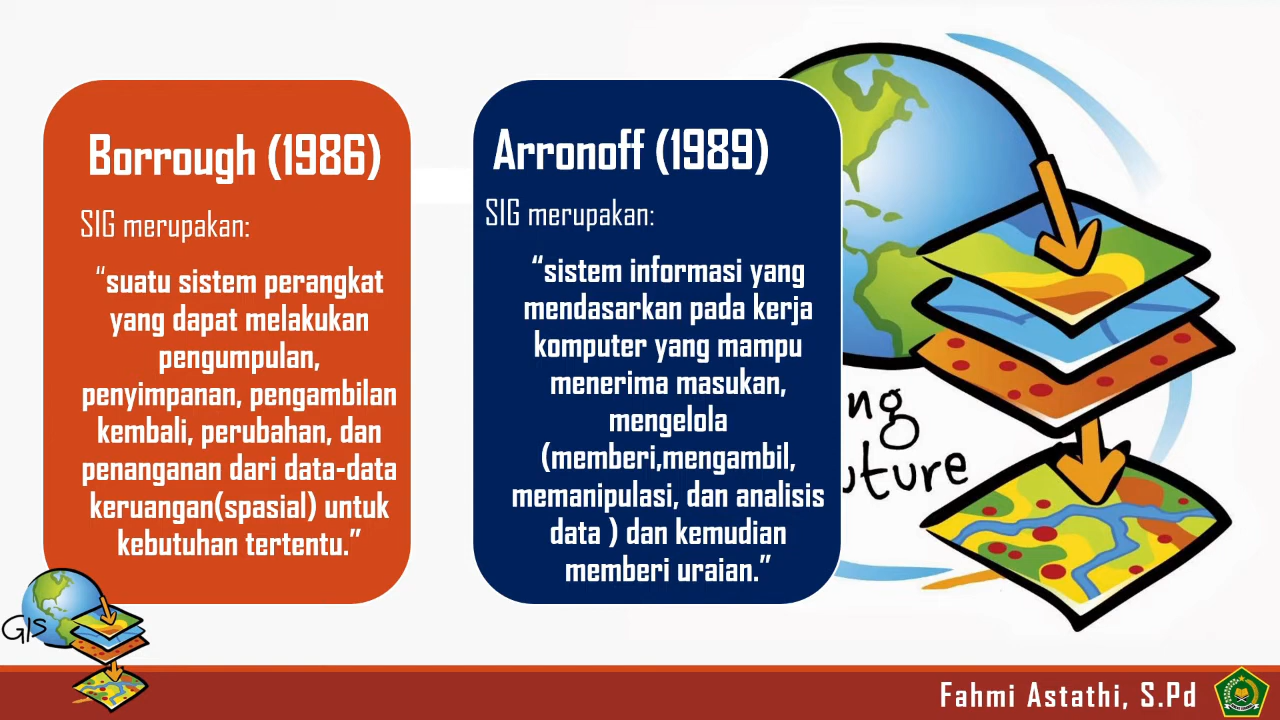 Borrough (1986)
SIG merupakan:
“suatu sistem perangkat
yang dapat melakukan
pengumpulan,
penyimpanan, pengambilan
kembali, perubahan, dan
penanganan dari data-data
keruangan(spasial) untuk
kebutuhan tertentu.”
Arronoff (1989)
SIG merupakan:
“sistem informasi yang
mendasarkan pada kerja
komputer yang mampu
menerima masukan,
mengelola
(memberi,mengambil,
memanipulasi, dan analisis
data ) dan kemudian
memberi uraian.”
GIS
Fahmi Astathi, S.Pd